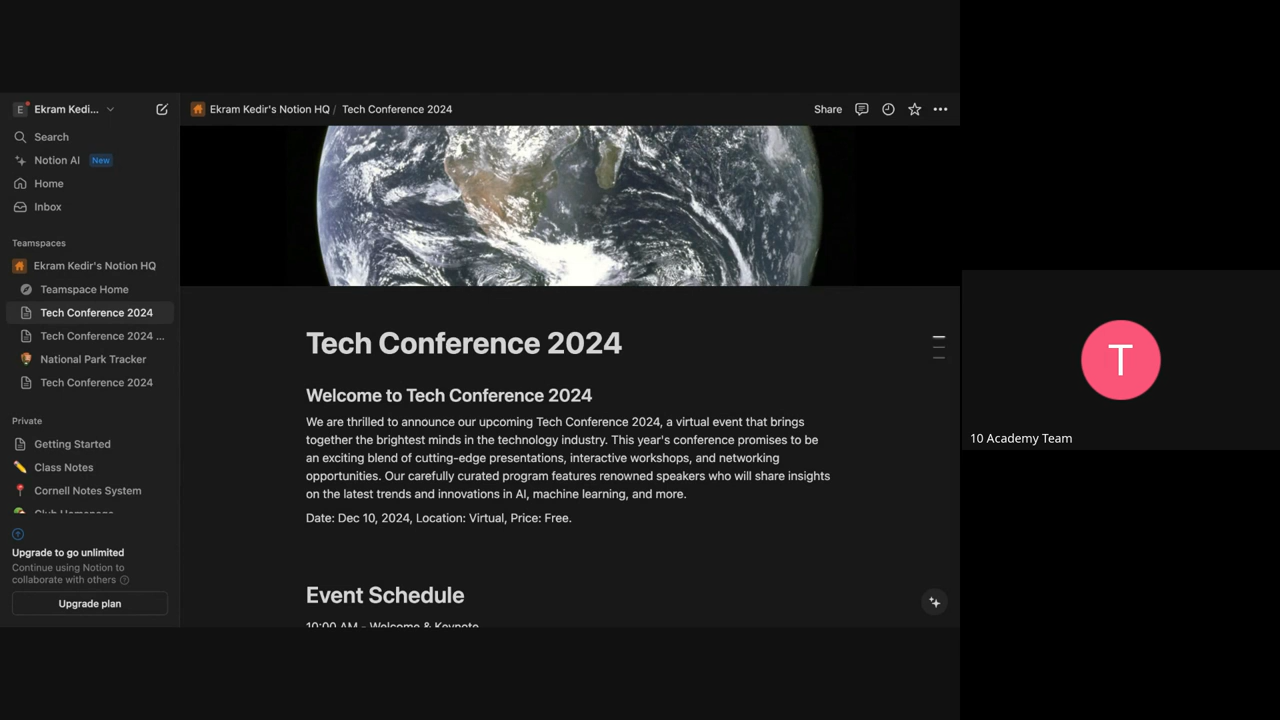 E Ekram Kedi...
Search
Notion AI New
Home
Inbox
Teamspaces
Ekram Kedir's Notion HQ
Teamspace Home
Tech Conference 2024
Tech Conference 2024 ...
National Park Tracker
Tech Conference 2024
Private
Getting Started
Class Notes
Cornell Notes System
Club Homepage
Upgrade to go unlimited
Continue using Notion to
collaborate with others
Upgrade plan
Ekram Kedir's Notion HQ / Tech Conference 2024
Share
Tech Conference 2024
Welcome to Tech Conference 2024
We are thrilled to announce our upcoming Tech Conference 2024, a virtual event that brings
together the brightest minds in the technology industry. This year's conference promises to be
an exciting blend of cutting-edge presentations, interactive workshops, and networking
opportunities. Our carefully curated program features renowned speakers who will share insights
on the latest trends and innovations in AI, machine learning, and more.
Date: Dec 10, 2024, Location: Virtual, Price: Free.
Event Schedule
10:00 AM - Welcome & Keynote
T
10 Academy Team